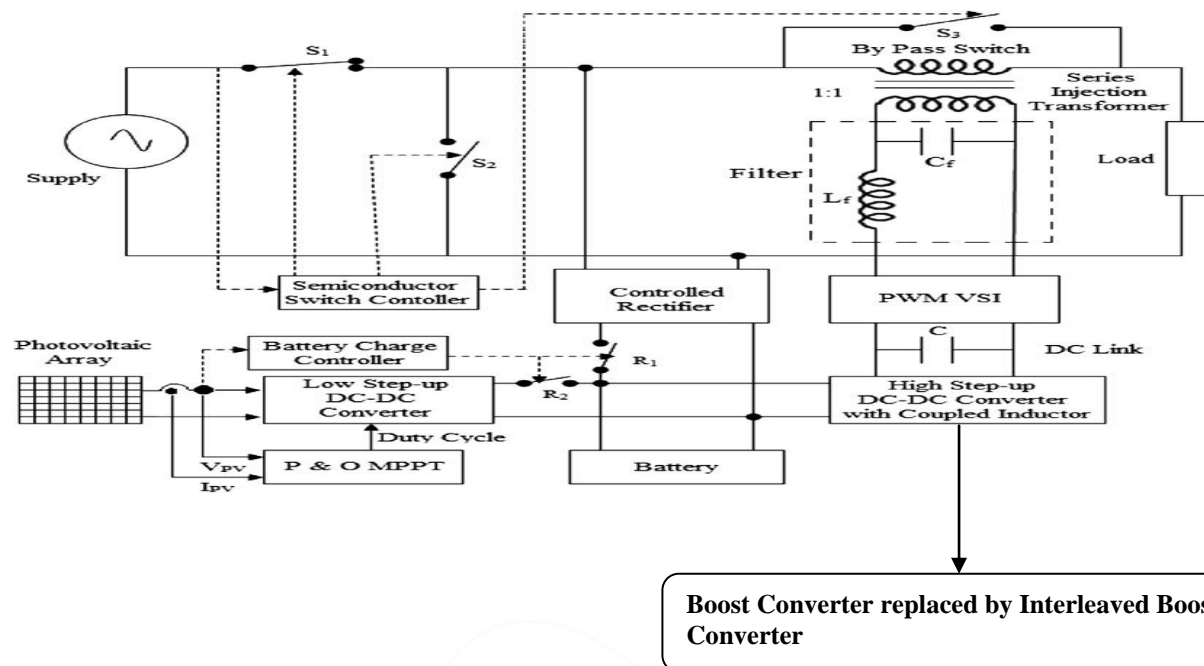 S₃
S₁
By Pass Switch
Series
Injection
Transformer
1:1
S₂
Cf
Filter
Lf
Load
Supply
Semiconductor
Switch Contoller
Controlled
Rectifier
PWM VSI
C
DC Link
Photovoltaic
Array
Battery Charge
Controller
R₁
Low Step-up
DC-DC
Converter
R₂
High Step-up
DC-DC Converter
with Coupled Inductor
Duty Cycle
VPV
IPV
P & O MPPT
Battery
Boost Converter replaced by Interleaved Boos
Converter